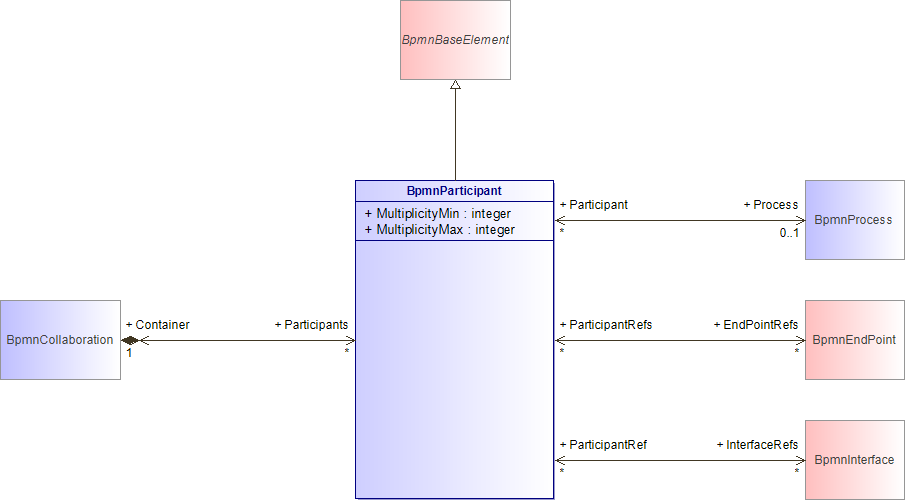 BpmnBaseElement
BpmnParticipant
+ MultiplicityMin : integer
+ MultiplicityMax : integer
+ Participant
+ Process
*
0..1
BpmnProcess
BpmnCollaboration
+ Container
+ Participants
1
*
+ ParticipantRefs
+ EndPointRefs
*
*
BpmnEndPoint
+ ParticipantRef
+ InterfaceRefs
*
*
BpmnInterface